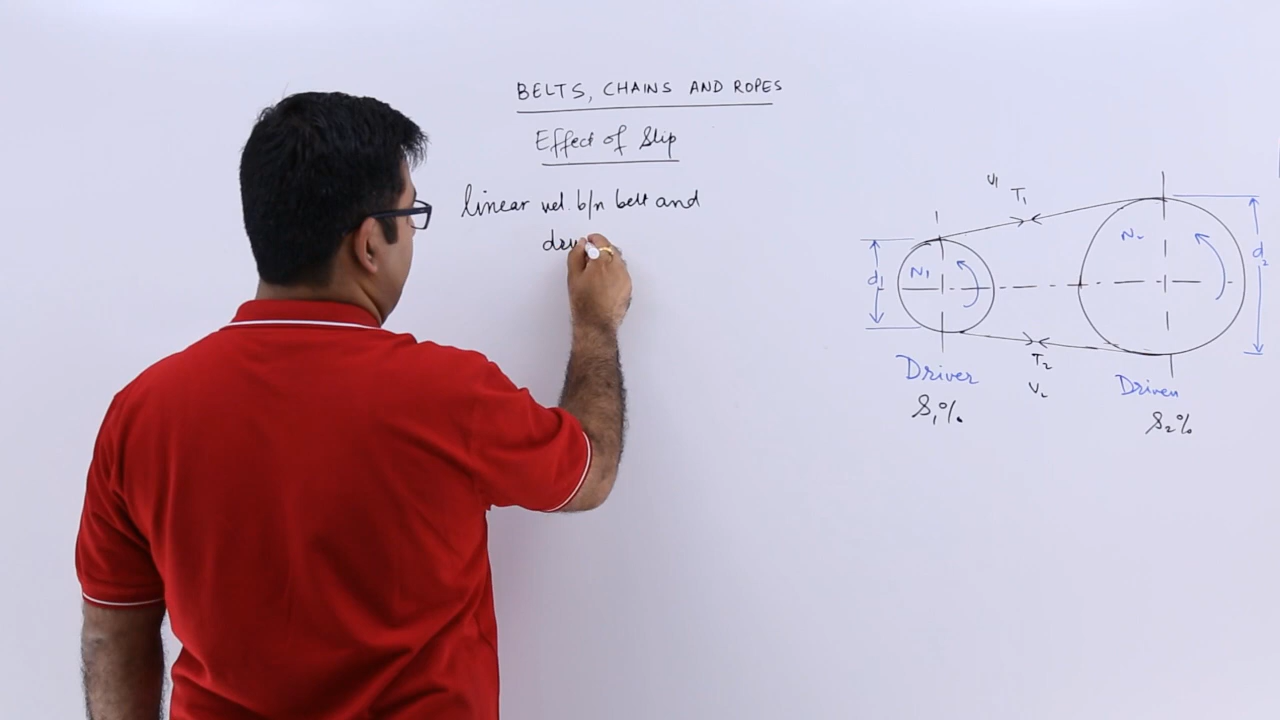 BELTS, CHAINS AND ROPES
Effect of Slip
linear vel. b/n belt and
V1
T1
N1
N2
d1
d2
T2
V2
Driver
Driven
S1%
S2%